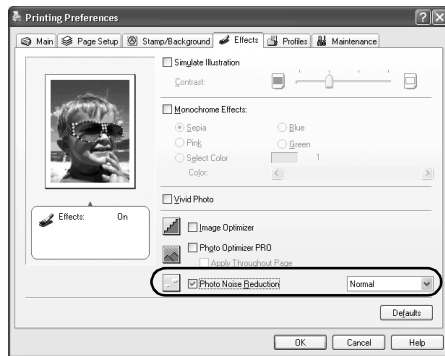 Printing Preferences
Main Page Setup Stamp/Background Effects Profiles Maintenance
Simulate Illustration
Contrast:
Monochrome Effects:
Sepia Blue
Pink Green
Select Color 1
Color:
Vivid Photo
Effects: On
Image Optimizer
Photo Optimizer PRO
Apply Throughout Page
Photo Noise Reduction Normal
Defaults
OK Cancel Help